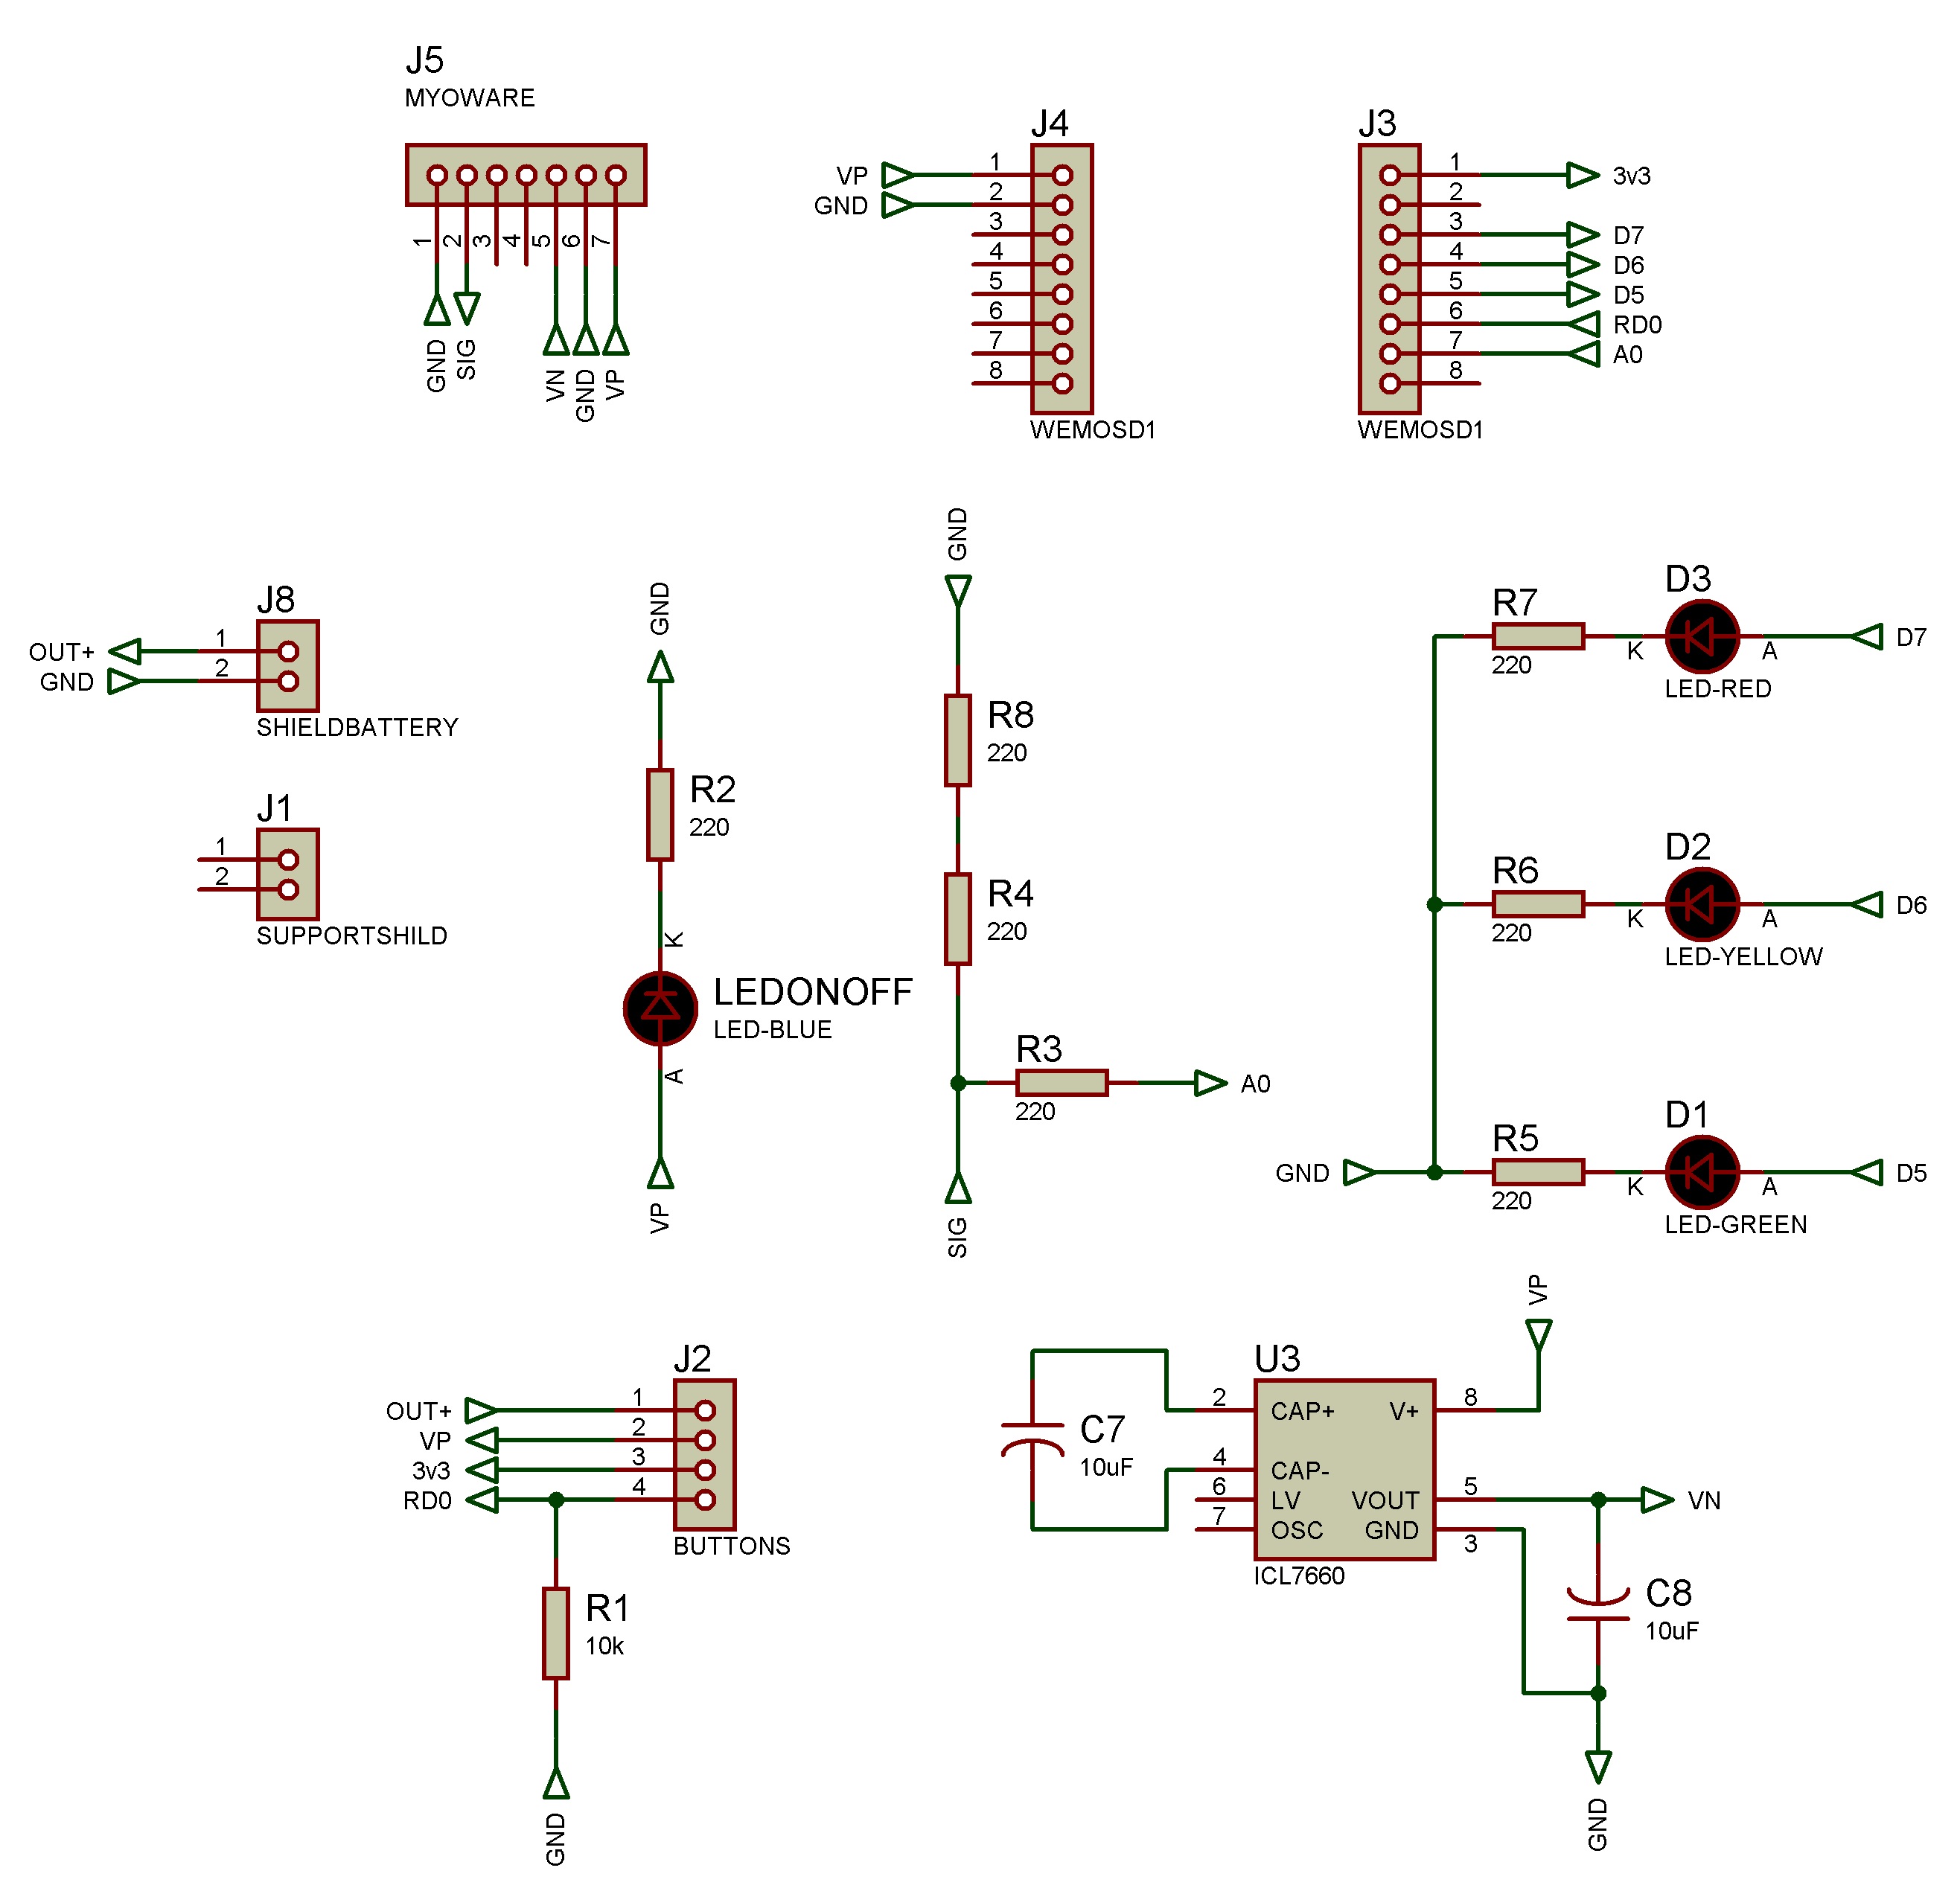 J5
MYOWARE
1
2
3
4
5
6
7
GND
SIG
VN
GND
VP
J4
VP
GND
1
2
3
4
5
6
7
8
WEMOSD1
J3
1
2
3
4
5
6
7
8
3v3
D7
D6
D5
RD0
A0
WEMOSD1
J8
OUT+
GND
1
2
SHIELDBATTERY
J1
1
2
SUPPORTSHILD
GND
R2
220
K
LEDONOFF
LED-BLUE
A
VP
GND
R8
220
R4
220
R3
220
A0
SIG
R7
220
K
D3
A
LED-RED
D7
R6
220
K
D2
A
LED-YELLOW
D6
GND
R5
220
K
D1
A
LED-GREEN
D5
J2
OUT+
VP
3v3
RD0
1
2
3
4
BUTTONS
R1
10k
GND
VP
U3
C7
10uF
2
4
6
7
CAP+
CAP-
LV
OSC
V+
VOUT
GND
8
5
3
ICL7660
VN
C8
10uF
GND